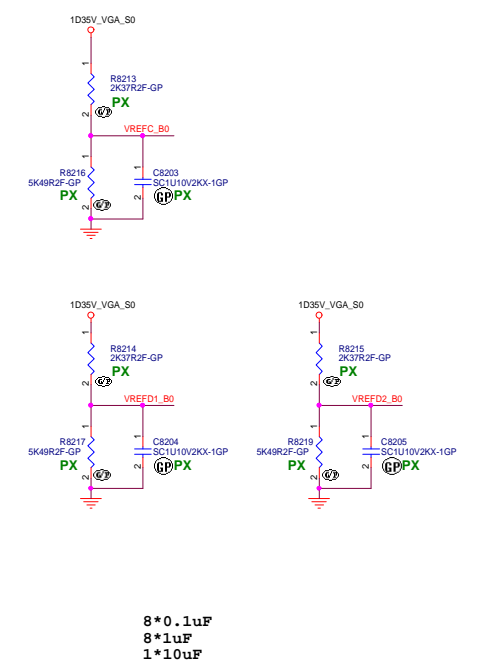 1D35V_VGA_S0
1
R8213
2K37R2F-GP
PX
2
G/P
VREFC_B0
1
R8216
5K49R2F-GP
PX
2
G/P
1
C8203
SC1U10V2KX-1GP
2
GP
PX
1D35V_VGA_S0
1
R8214
2K37R2F-GP
PX
2
G/P
VREFD1_B0
1
R8217
5K49R2F-GP
PX
2
G/P
1
C8204
SC1U10V2KX-1GP
2
GP
PX
1D35V_VGA_S0
1
R8215
2K37R2F-GP
PX
2
G/P
VREFD2_B0
1
R8219
5K49R2F-GP
PX
2
G/P
1
C8205
SC1U10V2KX-1GP
2
GP
PX
8*0.1uF
8*1uF
1*10uF